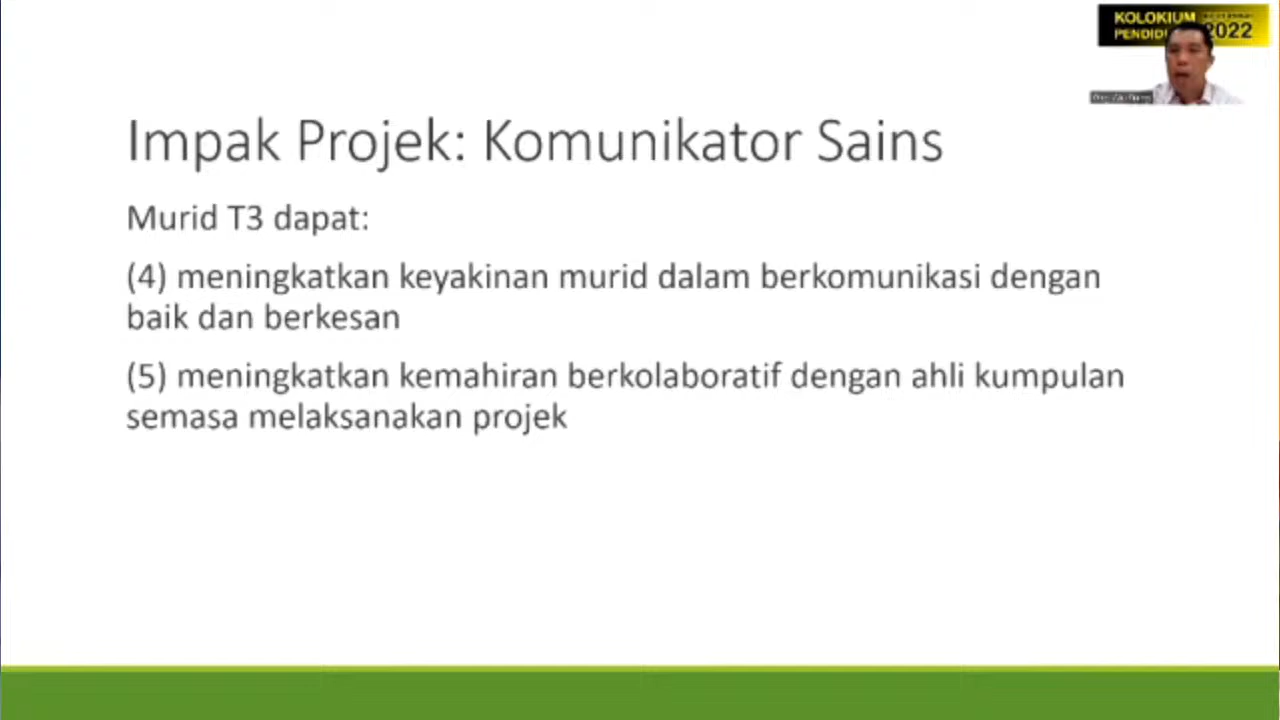 KOLOKIUM
2022
Impak Projek: Komunikator Sains
Murid T3 dapat:
(4) meningkatkan keyakinan murid dalam berkomunikasi dengan
baik dan berkesan
(5) meningkatkan kemahiran berkolaboratif dengan ahli kumpulan
semasa melaksanakan projek